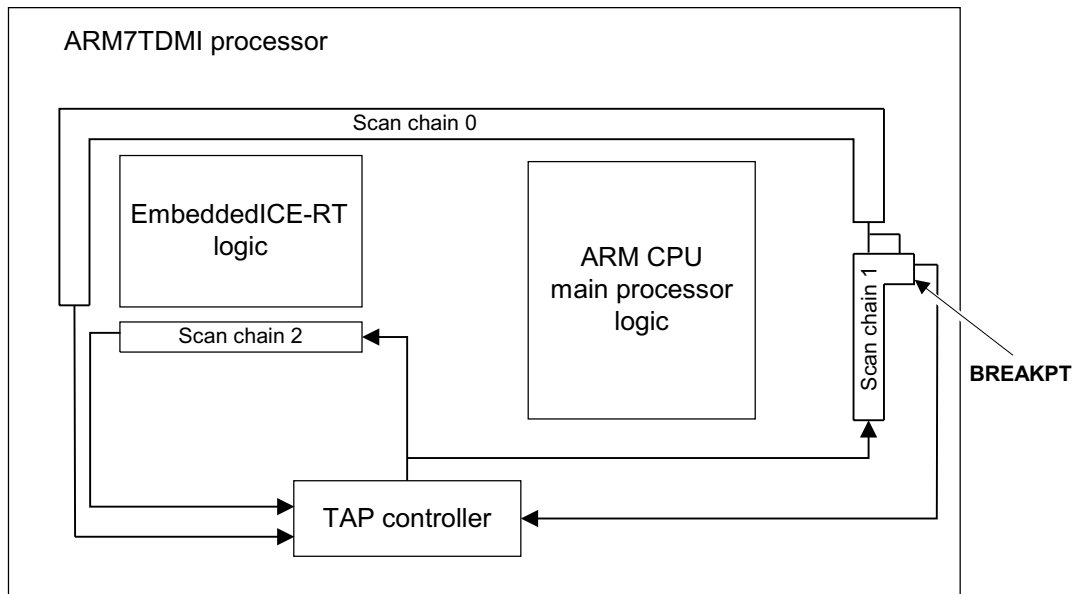 ARM7TDMI processor
Scan chain 0
EmbeddedICE-RT
logic
ARM CPU
main processor
logic
Scan chain 1
Scan chain 2
BREAKPT
TAP controller